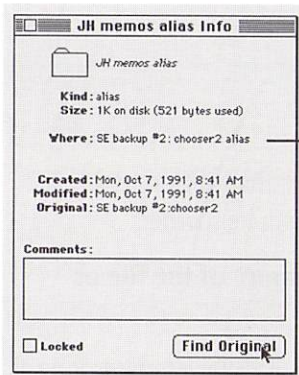 JH memos alias Info
JH memos alias
Kind: alias
Size: 1K on disk (521 bytes used)
Where: SE backup #2: chooser2 alias
Created: Mon, Oct 7, 1991, 8:41 AM
Modified: Mon, Oct 7, 1991, 8:41 AM
Original: SE backup #2:chooser2
Comments:
Locked
Find Original